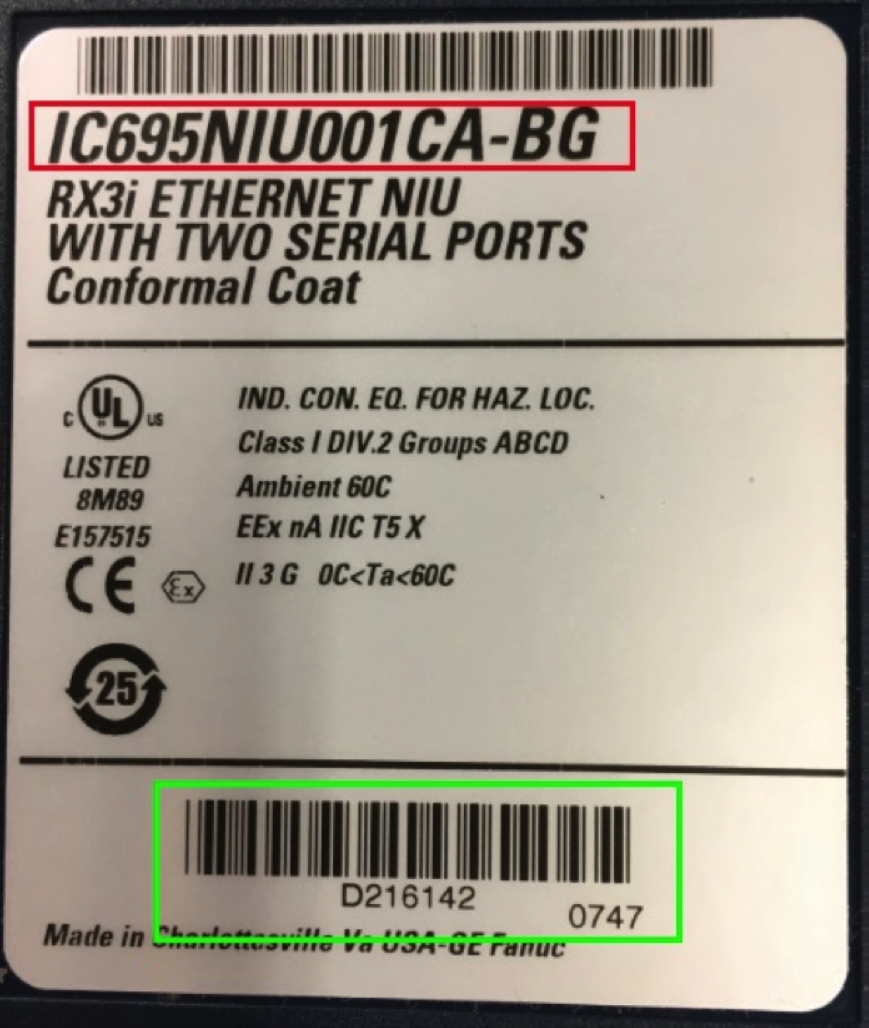 IC695NIU001CA-BG
RX3i ETHERNET NIU
WITH TWO SERIAL PORTS
Conformal Coat
C UL US
LISTED
8M89
E157515
IND. CON. EQ. FOR HAZ. LOC.
Class I DIV.2 Groups ABCD
Ambient 60C
EEx nA IIC T5 X
II 3 G 0C<Ta<60C
CE Ex
25
D216142
0747
Made in Charlottesville Va USA-GE Fanuc